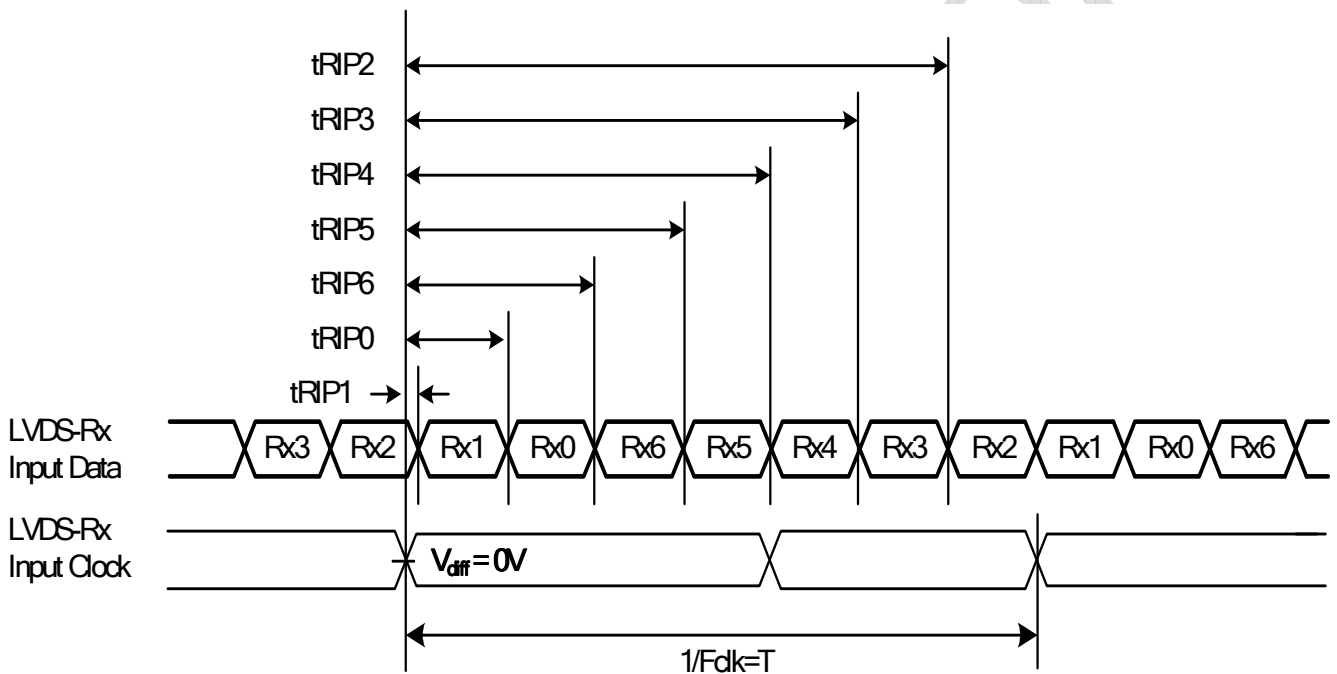 tRIP2
tRIP3
tRIP4
tRIP5
tRIP6
tRIP0
tRIP1
LVDS-Rx
Input Data
Rx3 Rx2 Rx1 Rx0 Rx6 Rx5 Rx4 Rx3 Rx2 Rx1 Rx0 Rx6
LVDS-Rx
Input Clock
Vdiff = 0V
1/Fclk=T